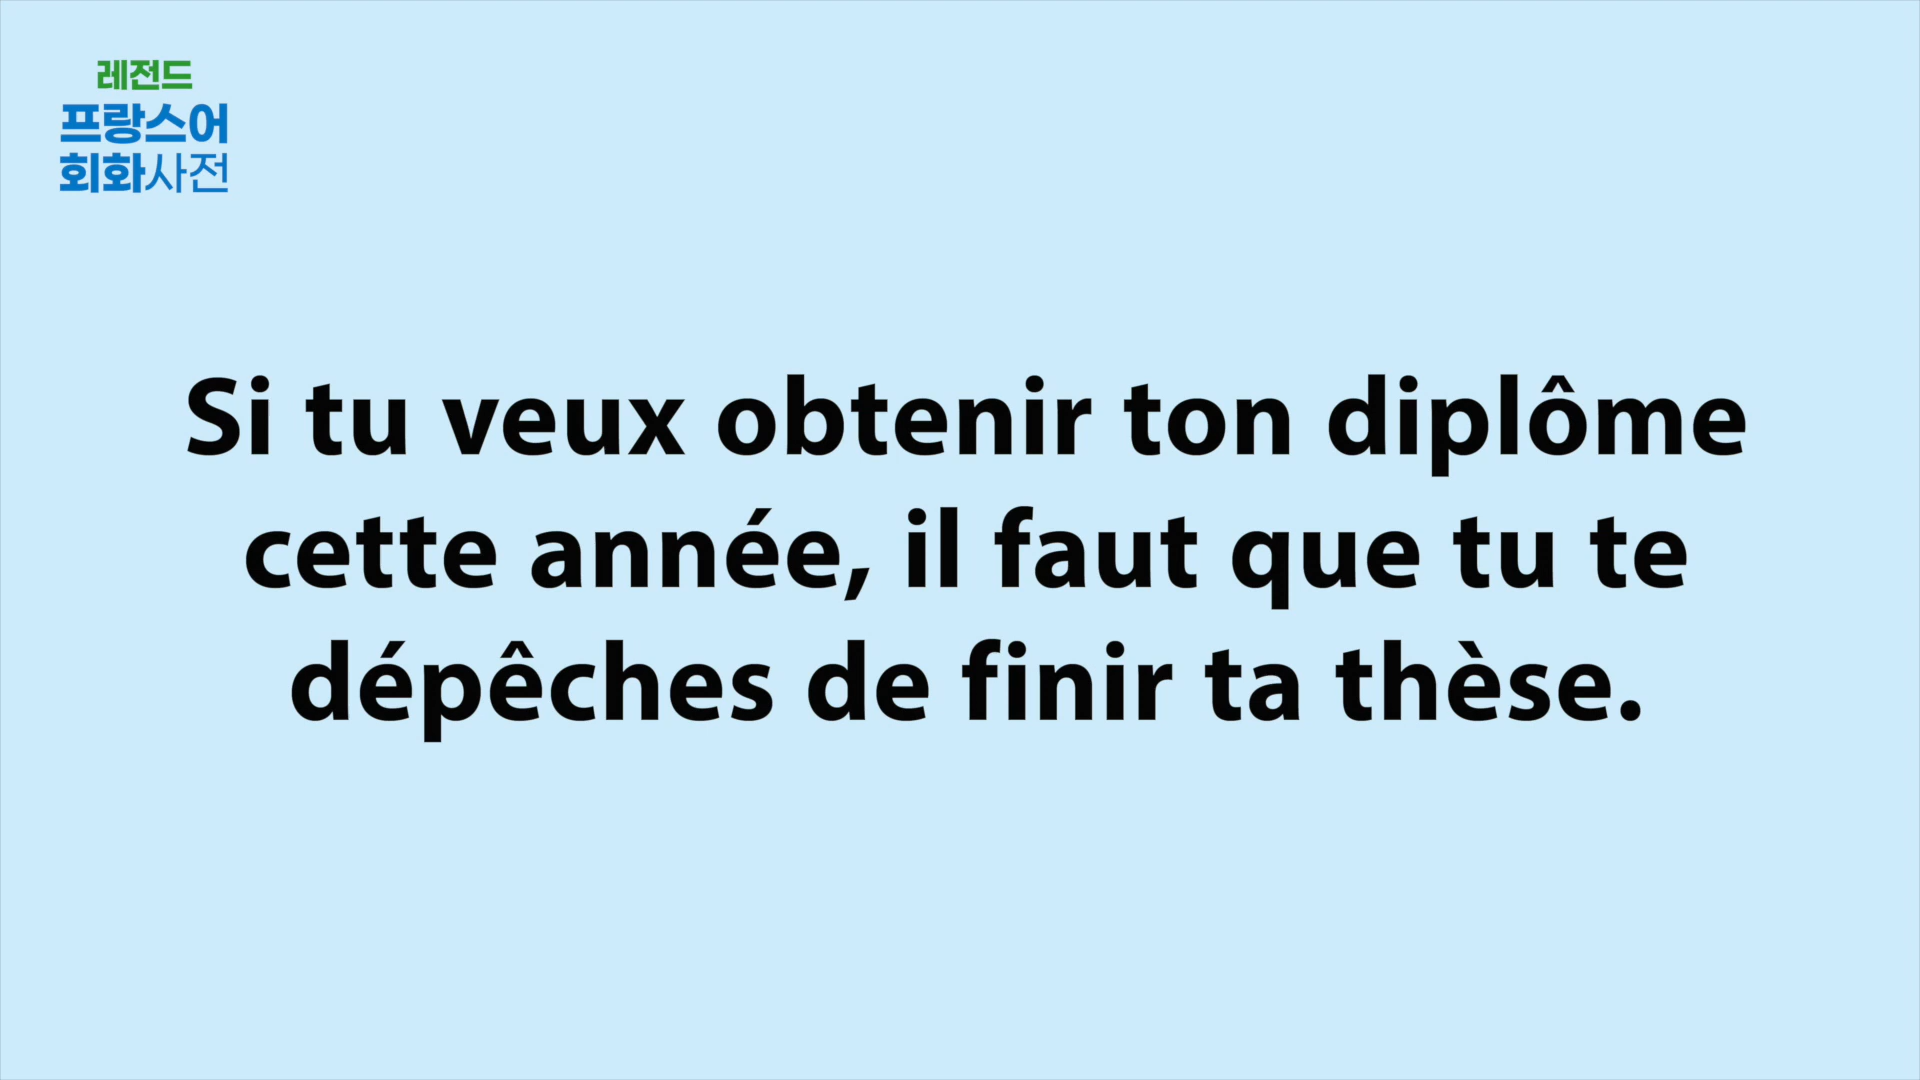 레전드
프랑스어
회화사전
Si tu veux obtenir ton diplôme
cette année, il faut que tu te
dépêches de finir ta thèse.